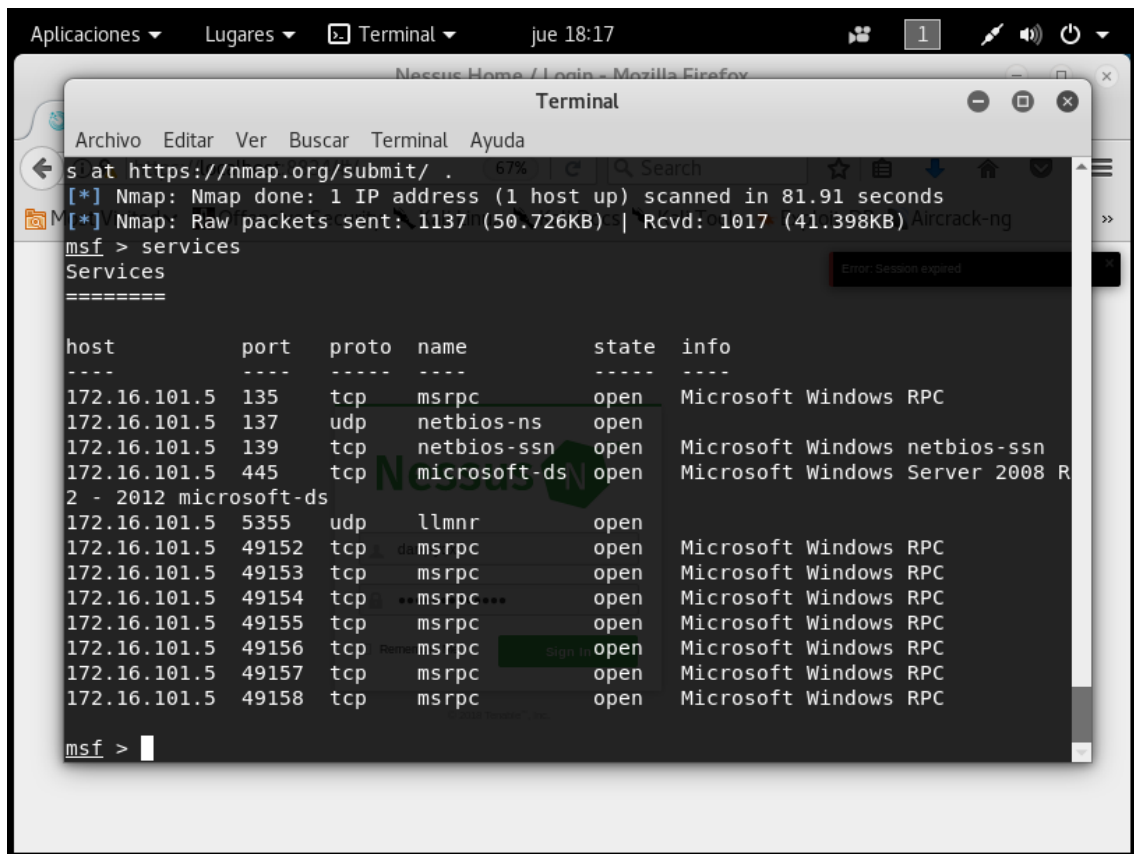 Aplicaciones Lugares Terminal jue 18:17 1
Nessus Home / Login - Mozilla Firefox
Terminal
Archivo Editar Ver Buscar Terminal Ayuda
67% Search
s at https://nmap.org/submit/ .
[*] Nmap: Nmap done: 1 IP address (1 host up) scanned in 81.91 seconds
[*] Nmap: Raw packets sent: 1137 (50.726KB) | Rcvd: 1017 (41.398KB)
Aircrack-ng »
msf > services
Services
Error: Session expired
========
host port proto name state info
---- ---- ----- ---- ----- ----
172.16.101.5 135 tcp msrpc open Microsoft Windows RPC
172.16.101.5 137 udp netbios-ns open
172.16.101.5 139 tcp netbios-ssn open Microsoft Windows netbios-ssn
172.16.101.5 445 tcp microsoft-ds open Microsoft Windows Server 2008 R
2 - 2012 microsoft-ds
Nessus N
172.16.101.5 5355 udp llmnr open
172.16.101.5 49152 tcp msrpc open Microsoft Windows RPC
172.16.101.5 49153 tcp msrpc open Microsoft Windows RPC
172.16.101.5 49154 tcp msrpc open Microsoft Windows RPC
172.16.101.5 49155 tcp msrpc open Microsoft Windows RPC
172.16.101.5 49156 tcp msrpc open Microsoft Windows RPC
Sign In
172.16.101.5 49157 tcp msrpc open Microsoft Windows RPC
172.16.101.5 49158 tcp msrpc open Microsoft Windows RPC
msf >